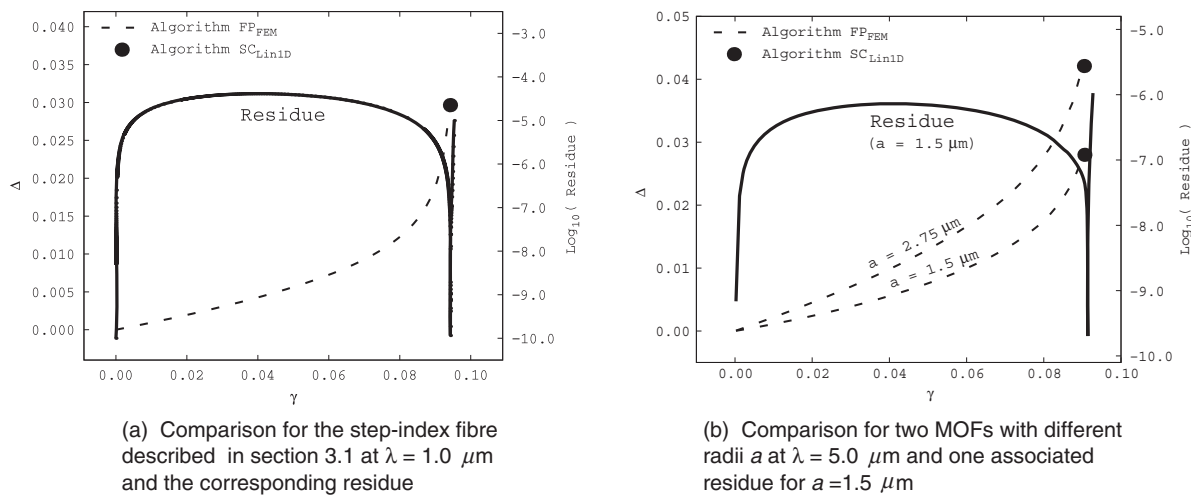 0.040
0.035
0.030
0.025
0.020
0.015
0.010
0.005
0.000
Δ
Algorithm FP_FEM
Algorithm SC_Lin1D
Residue
−3.0
−4.0
−5.0
−6.0
−7.0
−8.0
−9.0
−10.0
Log10( Residue )
0.00 0.02 0.04 0.06 0.08 0.10
γ
(a) Comparison for the step-index fibre
described in section 3.1 at λ = 1.0 μm
and the corresponding residue
0.05
0.04
0.03
0.02
0.01
0.00
Δ
Algorithm FP_FEM
Algorithm SC_Lin1D
Residue
(a = 1.5 μm)
a = 2.75 μm
a = 1.5 μm
−5.0
−6.0
−7.0
−8.0
−9.0
−10.0
Log10( Residue )
0.00 0.02 0.04 0.06 0.08 0.10
γ
(b) Comparison for two MOFs with different
radii a at λ = 5.0 μm and one associated
residue for a =1.5 μm